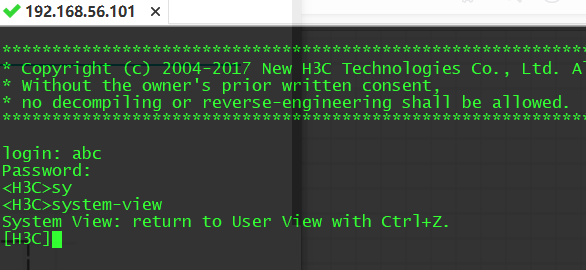 192.168.56.101 ×
******************************************************************************
* Copyright (c) 2004-2017 New H3C Technologies Co., Ltd. Al
* Without the owner's prior written consent,
* no decompiling or reverse-engineering shall be allowed.
******************************************************************************
login: abc
Password:
<H3C>sy
<H3C>system-view
System View: return to User View with Ctrl+Z.
[H3C]